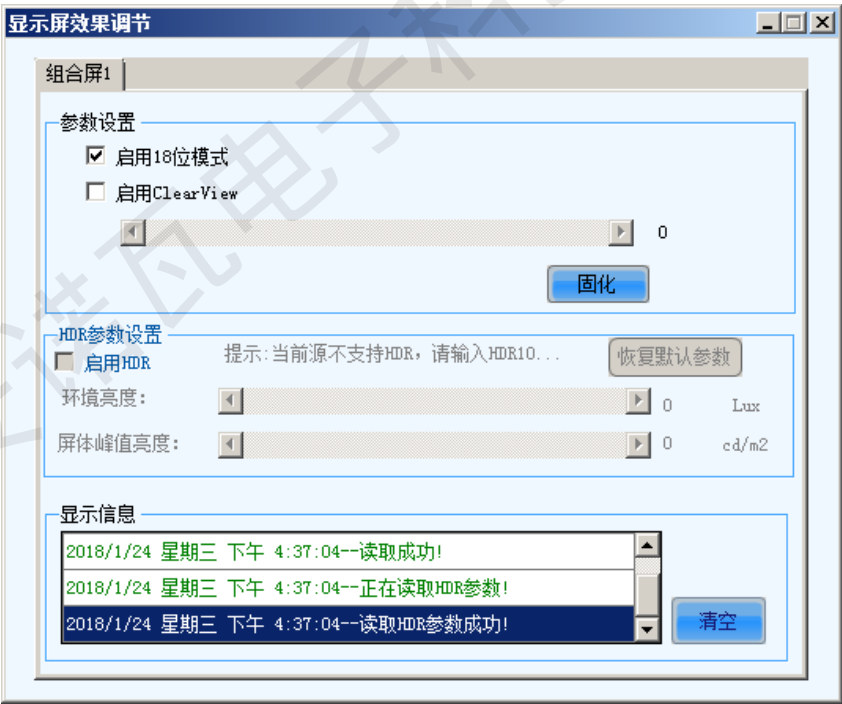 显示屏效果调节
组合屏1
参数设置
启用18位模式
启用ClearView
0
固化
HDR参数设置
启用HDR
提示:当前源不支持HDR，请输入HDR10...
恢复默认参数
环境亮度:
0
Lux
屏体峰值亮度:
0
cd/m2
显示信息
2018/1/24 星期三 下午 4:37:04--读取成功!
2018/1/24 星期三 下午 4:37:04--正在读取HDR参数!
2018/1/24 星期三 下午 4:37:04--读取HDR参数成功!
清空
诺瓦电子科